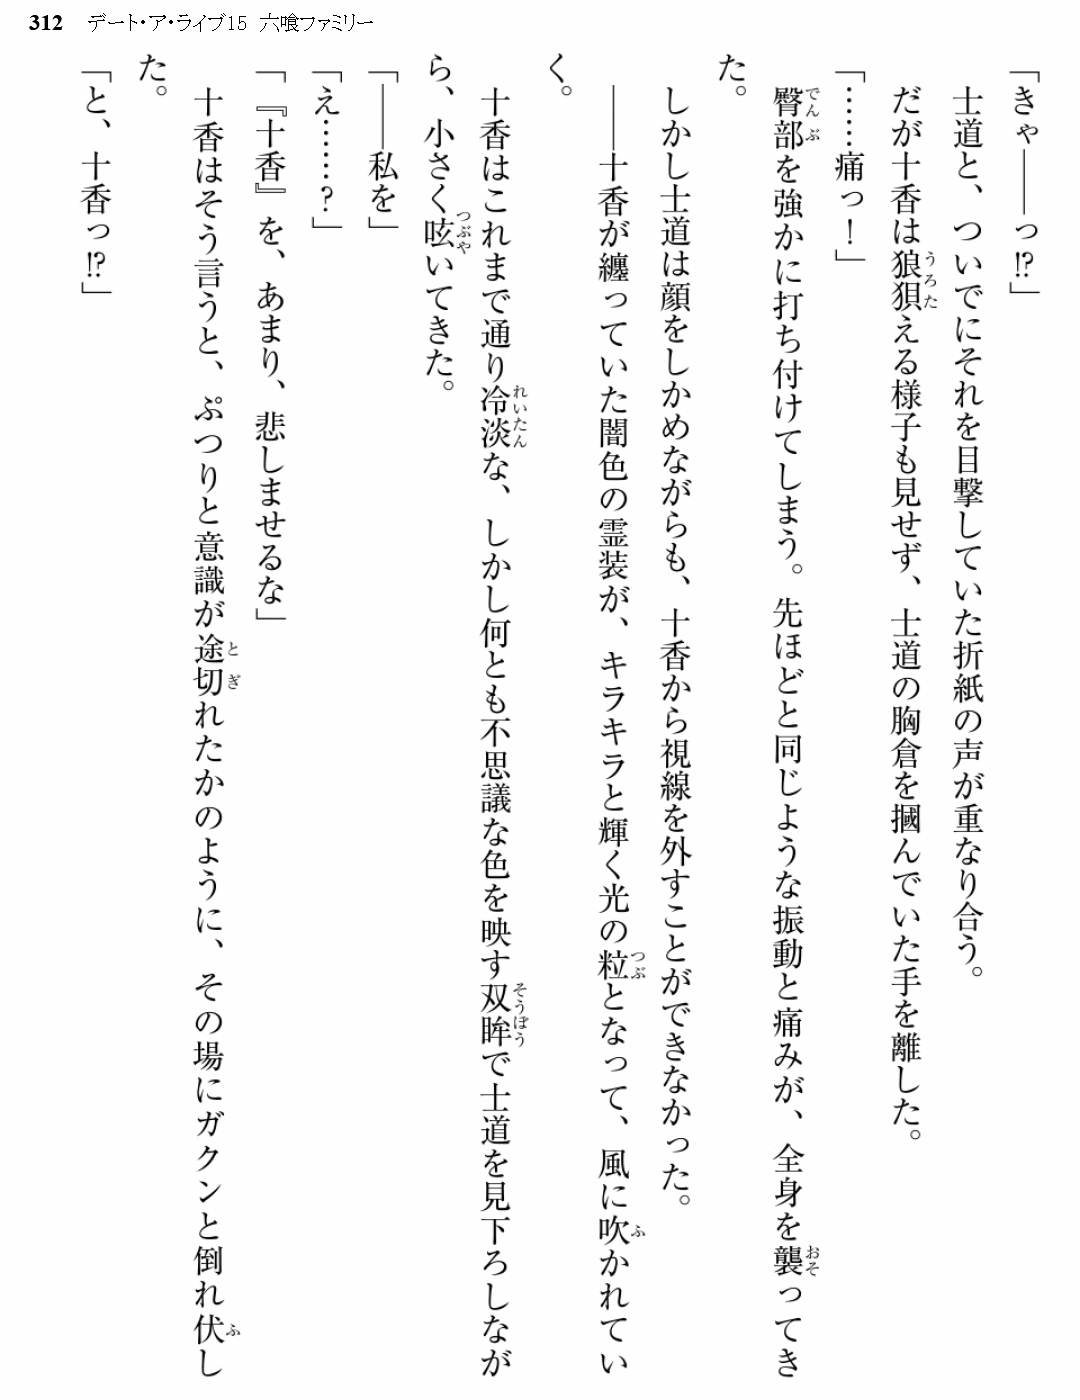 312 デート・ア・ライブ15 六喰ファミリー
「きゃ――っ!?」
士道と、ついでにそれを目撃していた折紙の声が重なり合う。
だが十香は狼狽える様子も見せず、士道の胸倉を摑んでいた手を離した。
「……痛っ！」
臀部を強かに打ち付けてしまう。先ほどと同じような振動と痛みが、全身を襲ってき
た。
しかし士道は顔をしかめながらも、十香から視線を外すことができなかった。
――十香が纏っていた闇色の霊装が、キラキラと輝く光の粒となって、風に吹かれてい
く。
十香はこれまで通り冷淡な、しかし何とも不思議な色を映す双眸で士道を見下ろしなが
ら、小さく呟いてきた。
「――私を」
「え……？」
「『十香』を、あまり、悲しませるな」
十香はそう言うと、ぷつりと意識が途切れたかのように、その場にガクンと倒れ伏し
た。
「と、十香っ!?」